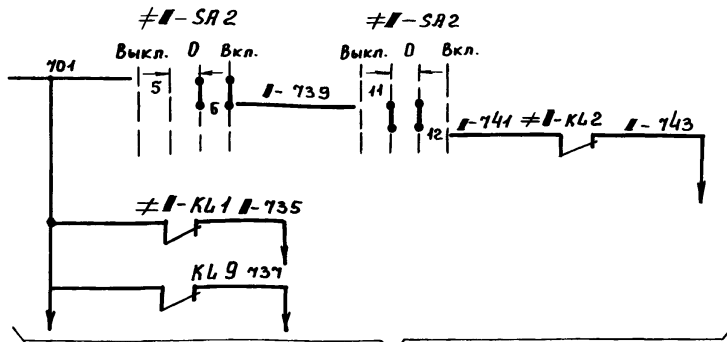 ≠II-SA2 ≠II-SA2
Выкл. 0 Вкл. Выкл. 0 Вкл.
701 5 6 II-739 11 12
II-741 ≠II-KL2 II-743
≠II-KL1 II-735
KL9 737